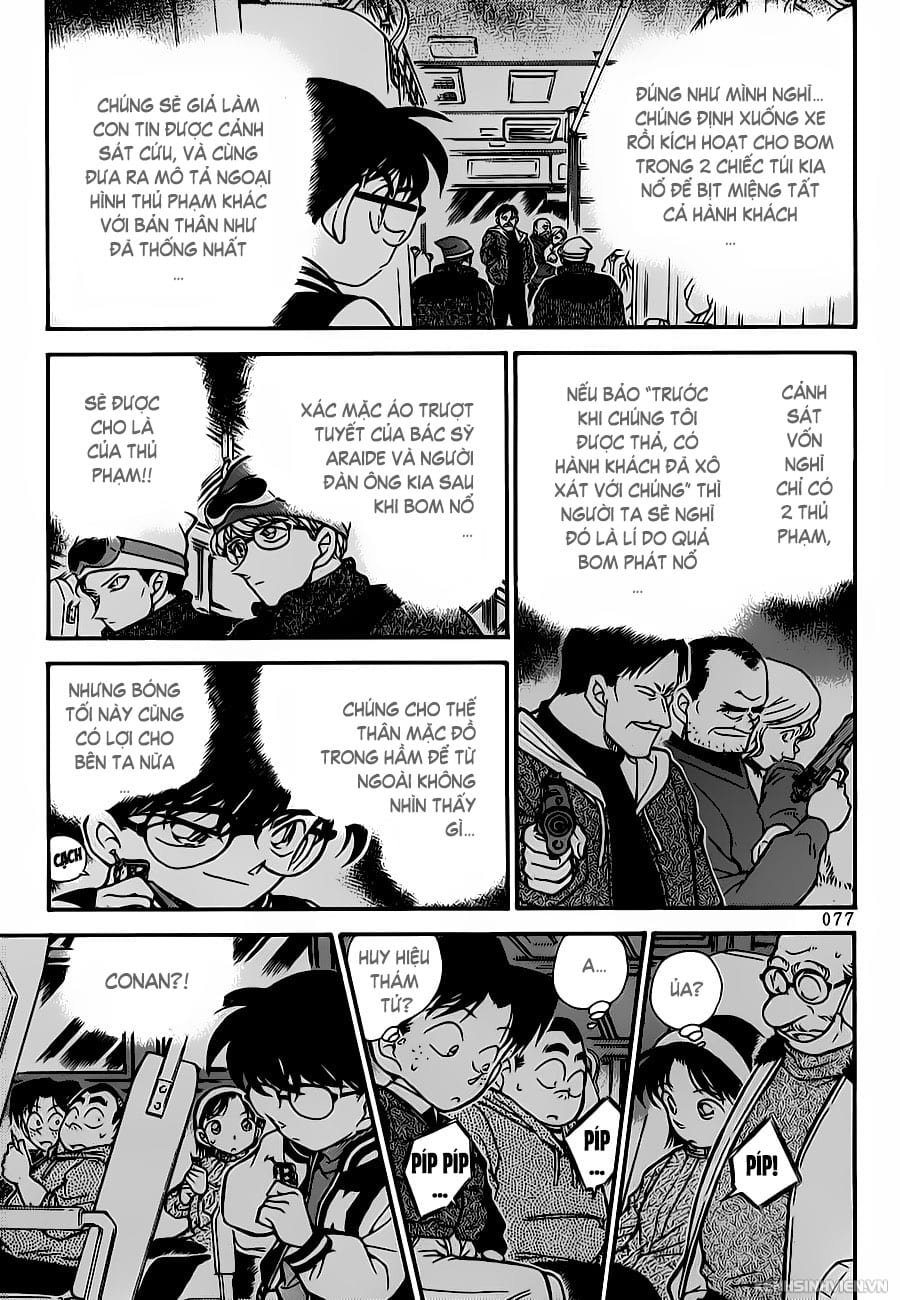 ĐÚNG NHƯ MÌNH NGHĨ...
CHÚNG ĐỊNH XUỐNG XE
RỒI KÍCH HOẠT CHO BOM
TRONG 2 CHIẾC TÚI KIA
NỔ ĐỂ BỊT MIỆNG TẤT
CẢ HÀNH KHÁCH
...
CHÚNG SẼ GIẢ LÀM
CON TIN ĐƯỢC CẢNH
SÁT CỨU, VÀ CÙNG
ĐƯA RA MÔ TẢ NGOẠI
HÌNH THỦ PHẠM KHÁC
VỚI BẢN THÂN NHƯ
ĐÃ THỐNG NHẤT
...
CẢNH
SÁT
VỐN
NGHĨ
CHỈ CÓ
2 THỦ
PHẠM,
NẾU BẢO “TRƯỚC
KHI CHÚNG TÔI
ĐƯỢC THẢ, CÓ
HÀNH KHÁCH ĐÃ XÔ
XÁT VỚI CHÚNG” THÌ
NGƯỜI TA SẼ NGHĨ
ĐÓ LÀ LÍ DO QUẢ
BOM PHÁT NỔ
...
XÁC MẶC ÁO TRƯỢT
TUYẾT CỦA BÁC SỸ
ARAIDE VÀ NGƯỜI
ĐÀN ÔNG KIA SAU
KHI BOM NỔ
...
SẼ ĐƯỢC
CHO LÀ
CỦA THỦ
PHẠM!!
CHÚNG CHO THẾ
THÂN MẶC ĐỒ
TRONG HẦM ĐỂ TỪ
NGOÀI KHÔNG
NHÌN THẤY
GÌ...
NHƯNG BÓNG
TỐI NÀY CŨNG
CÓ LỢI CHO
BÊN TA NỮA
...
CẠCH
077
ỦA?
PÍP!
A...
PÍP
...
HUY HIỆU
THÁM
TỬ?
PÍP PÍP
...
CONAN?!